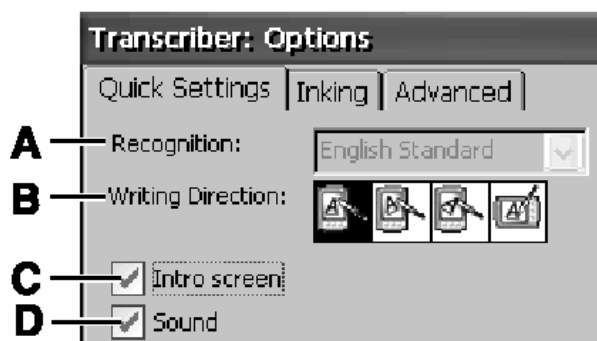 Transcriber: Options
Quick Settings Inking Advanced
A Recognition: English Standard
B Writing Direction:
C Intro screen
D Sound